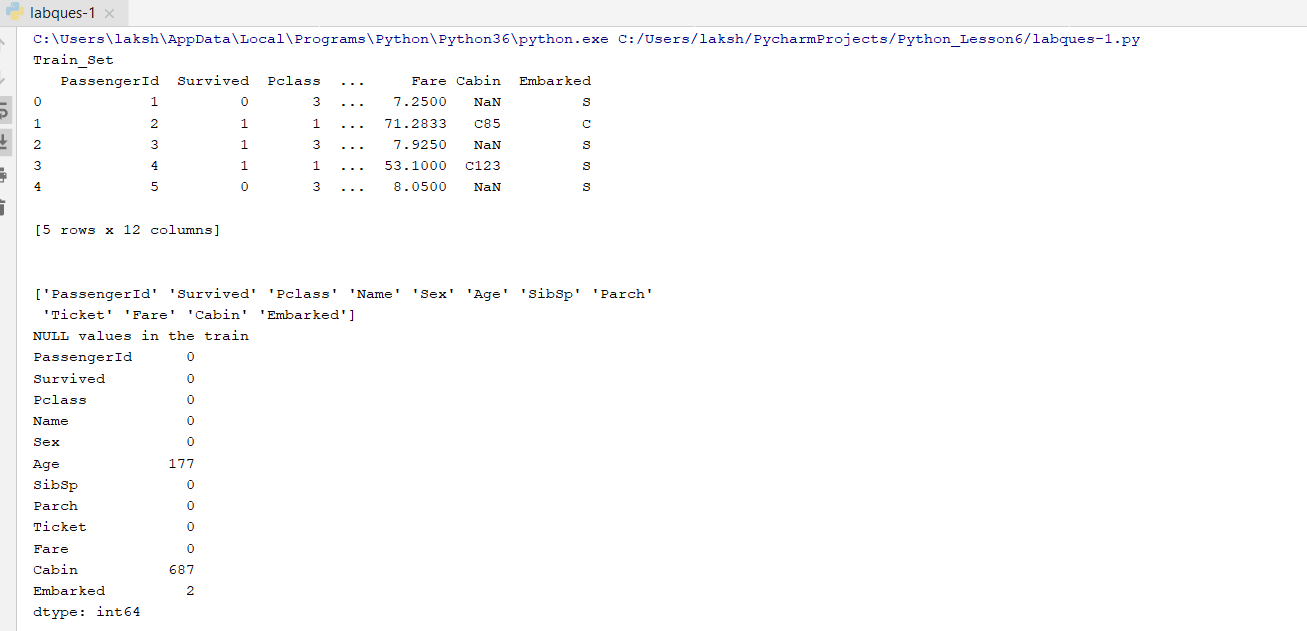 labques-1
C:\Users\laksh\AppData\Local\Programs\Python\Python36\python.exe C:/Users/laksh/PycharmProjects/Python_Lesson6/labques-1.py
Train_Set
   PassengerId  Survived  Pclass  ...     Fare Cabin  Embarked
0            1         0       3  ...   7.2500   NaN         S
1            2         1       1  ...  71.2833   C85         C
2            3         1       3  ...   7.9250   NaN         S
3            4         1       1  ...  53.1000  C123         S
4            5         0       3  ...   8.0500   NaN         S
[5 rows x 12 columns]
['PassengerId' 'Survived' 'Pclass' 'Name' 'Sex' 'Age' 'SibSp' 'Parch'
 'Ticket' 'Fare' 'Cabin' 'Embarked']
NULL values in the train
PassengerId      0
Survived         0
Pclass           0
Name             0
Sex              0
Age            177
SibSp            0
Parch            0
Ticket           0
Fare             0
Cabin          687
Embarked         2
dtype: int64